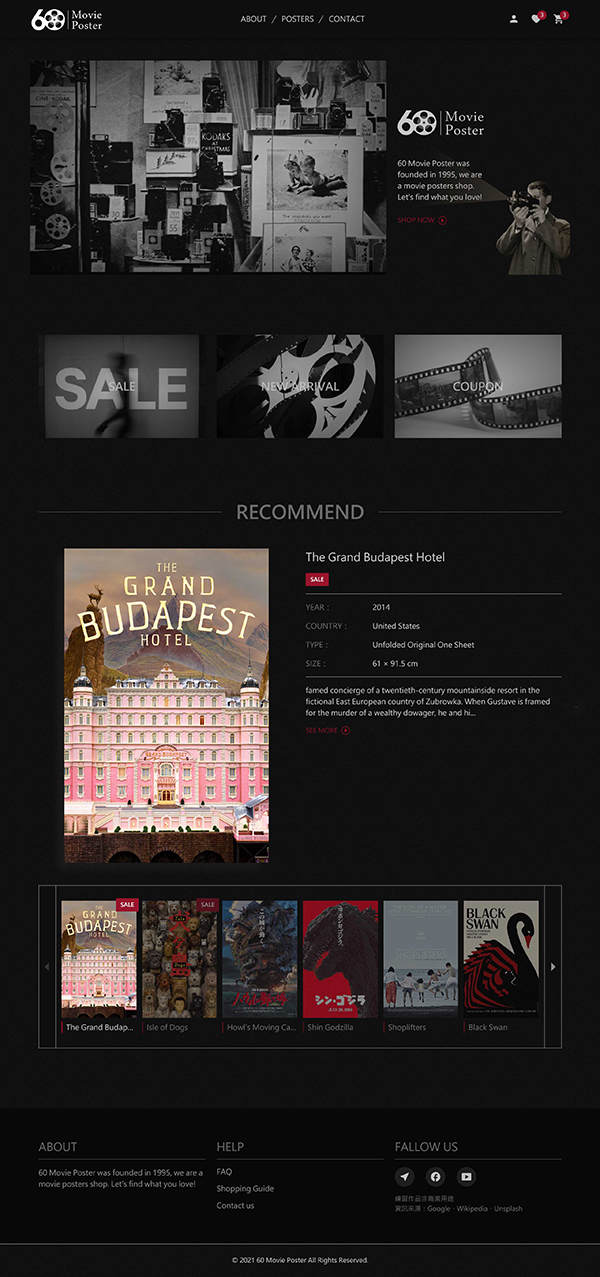 60 Movie
Poster
ABOUT / POSTERS / CONTACT
3
3
KODAKS
AT
CHRISTMAS
55
60 Movie
Poster
60 Movie Poster was
founded in 1995, we are
a movie posters shop.
Let's find what you love!
SHOP NOW
SALE
SALE
NEW ARRIVAL
COUPON
RECOMMEND
THE
GRAND
BUDAPEST
HOTEL
GRAND BUDAPEST
The Grand Budapest Hotel
SALE
YEAR : 2014
COUNTRY : United States
TYPE : Unfolded Original One Sheet
SIZE : 61 × 91.5 cm
famed concierge of a twentieth-century mountainside resort in the
fictional East European country of Zubrowka. When Gustave is framed
for the murder of a wealthy dowager, he and hi...
SEE MORE
SALE
THE
GRAND
BUDAPEST
HOTEL
The Grand Budap...
SALE
Isle of Dogs
Howl's Moving Ca...
シン・ゴジラ
Shin Godzilla
SHOPLIFTERS
Shoplifters
BLACK
SWAN
Black Swan
ABOUT
60 Movie Poster was founded in 1995, we are a
movie posters shop. Let's find what you love!
HELP
FAQ
Shopping Guide
Contact us
FALLOW US
練習作品非商業用途
資訊來源：Google · Wikipedia · Unsplash
© 2021 60 Movie Poster All Rights Reserved.